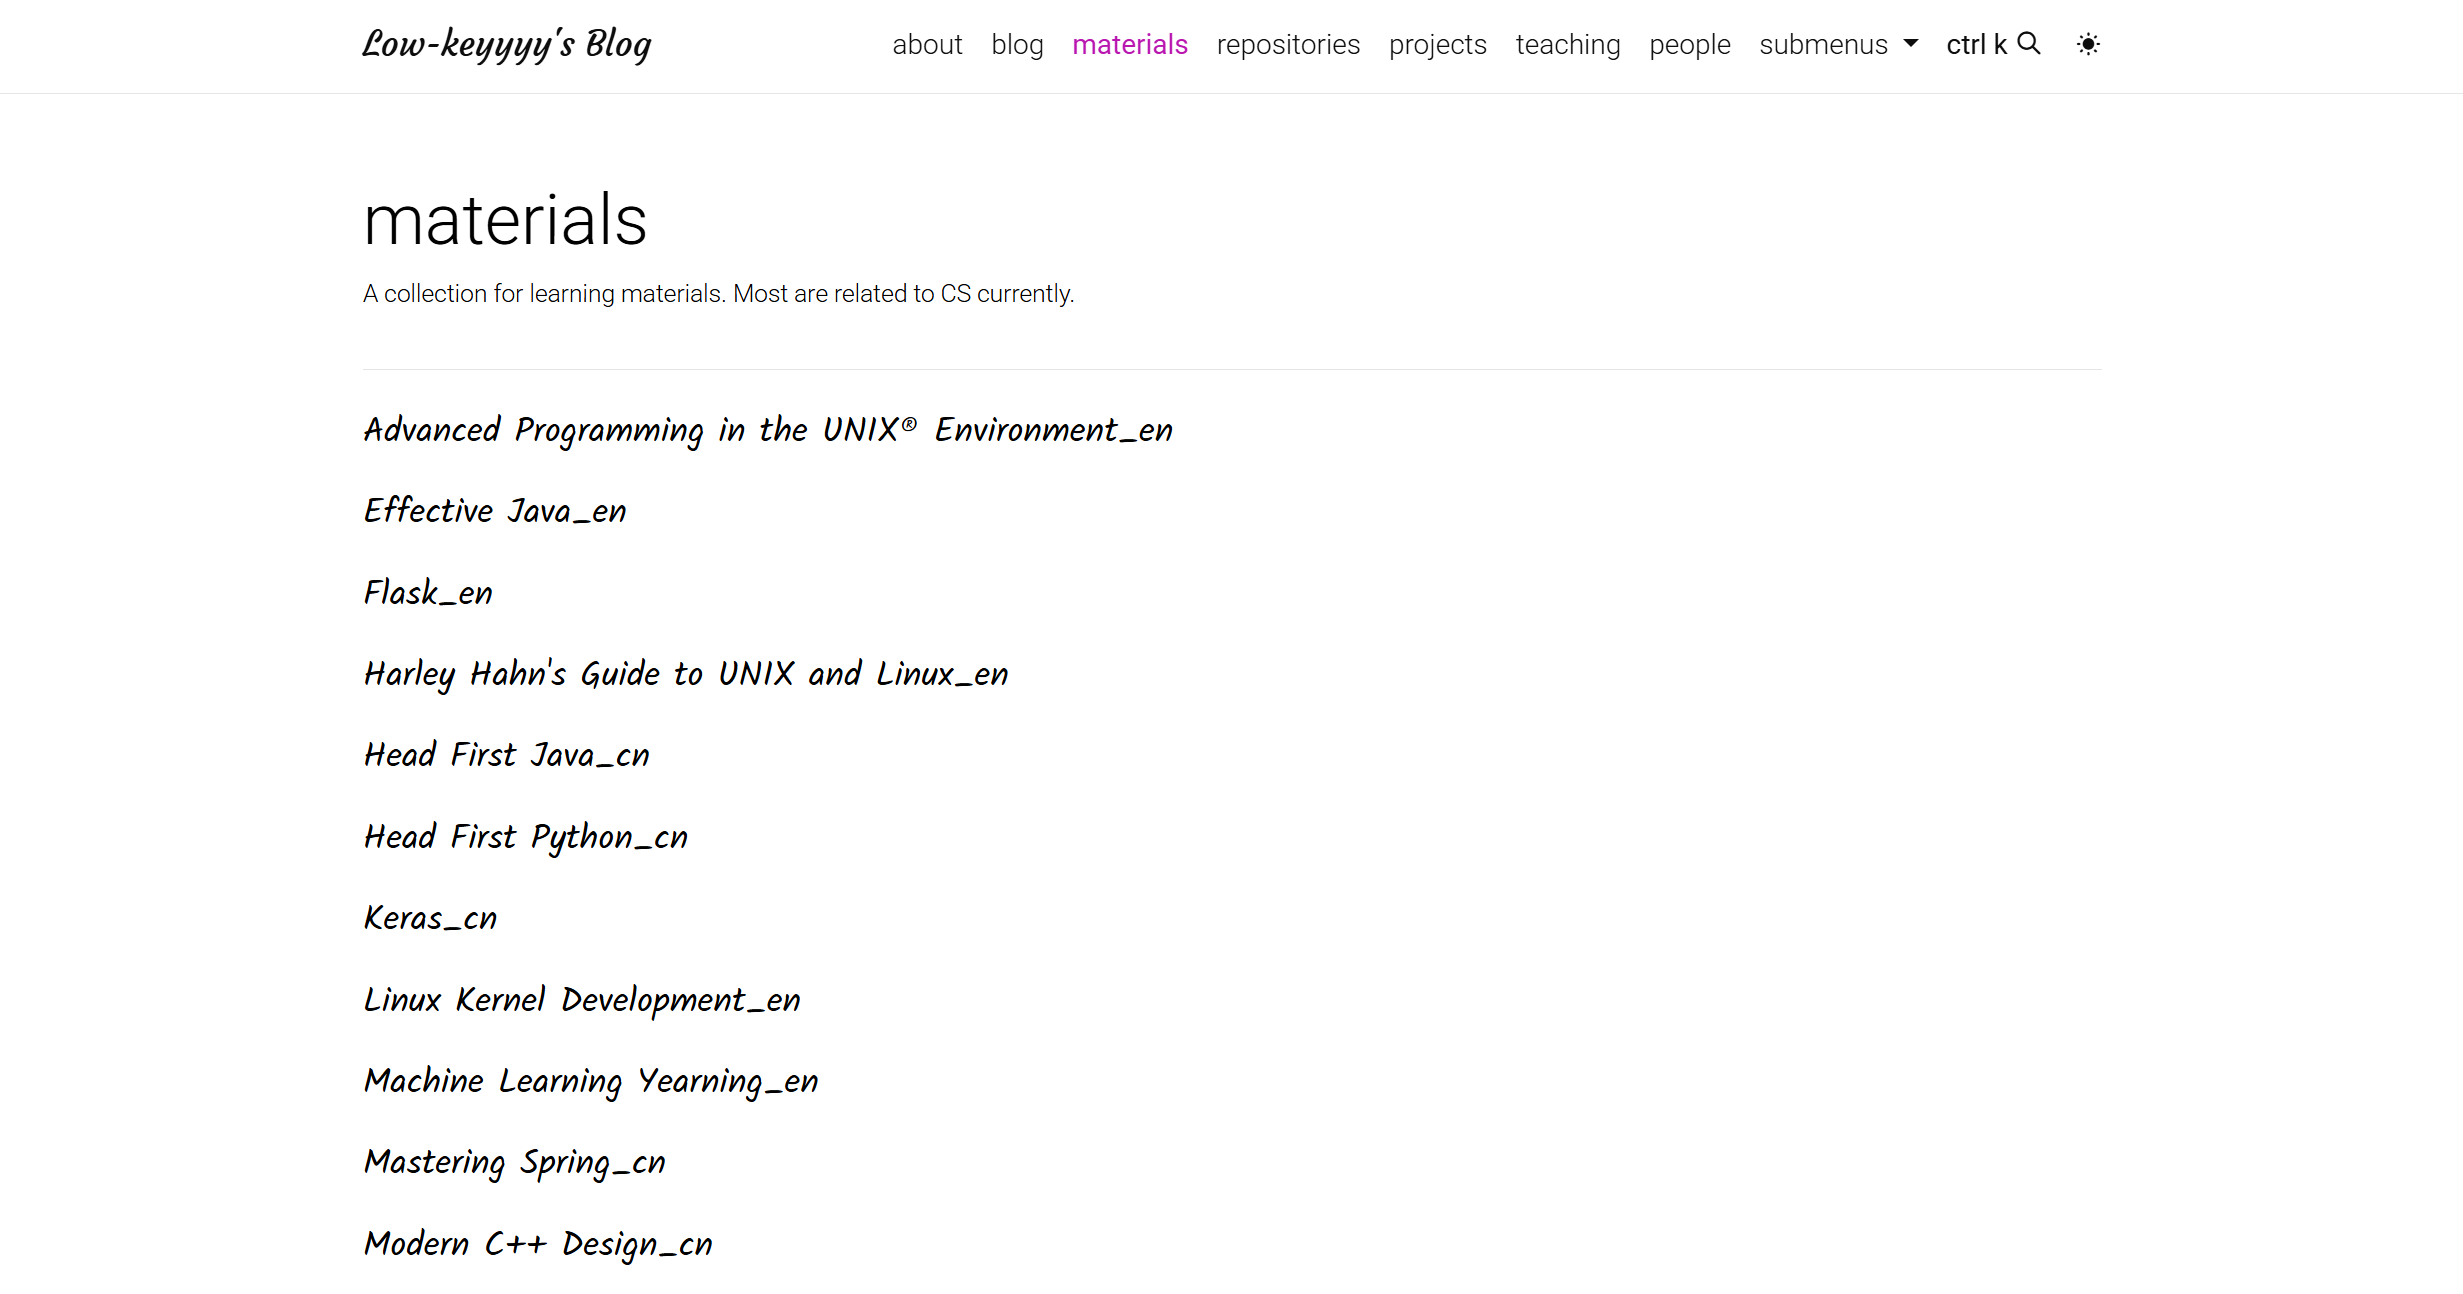 Low-keyyyy's Blog
about blog materials repositories projects teaching people submenus ctrl k
materials
A collection for learning materials. Most are related to CS currently.
Advanced Programming in the UNIX® Environment_en
Effective Java_en
Flask_en
Harley Hahn's Guide to UNIX and Linux_en
Head First Java_cn
Head First Python_cn
Keras_cn
Linux Kernel Development_en
Machine Learning Yearning_en
Mastering Spring_cn
Modern C++ Design_cn